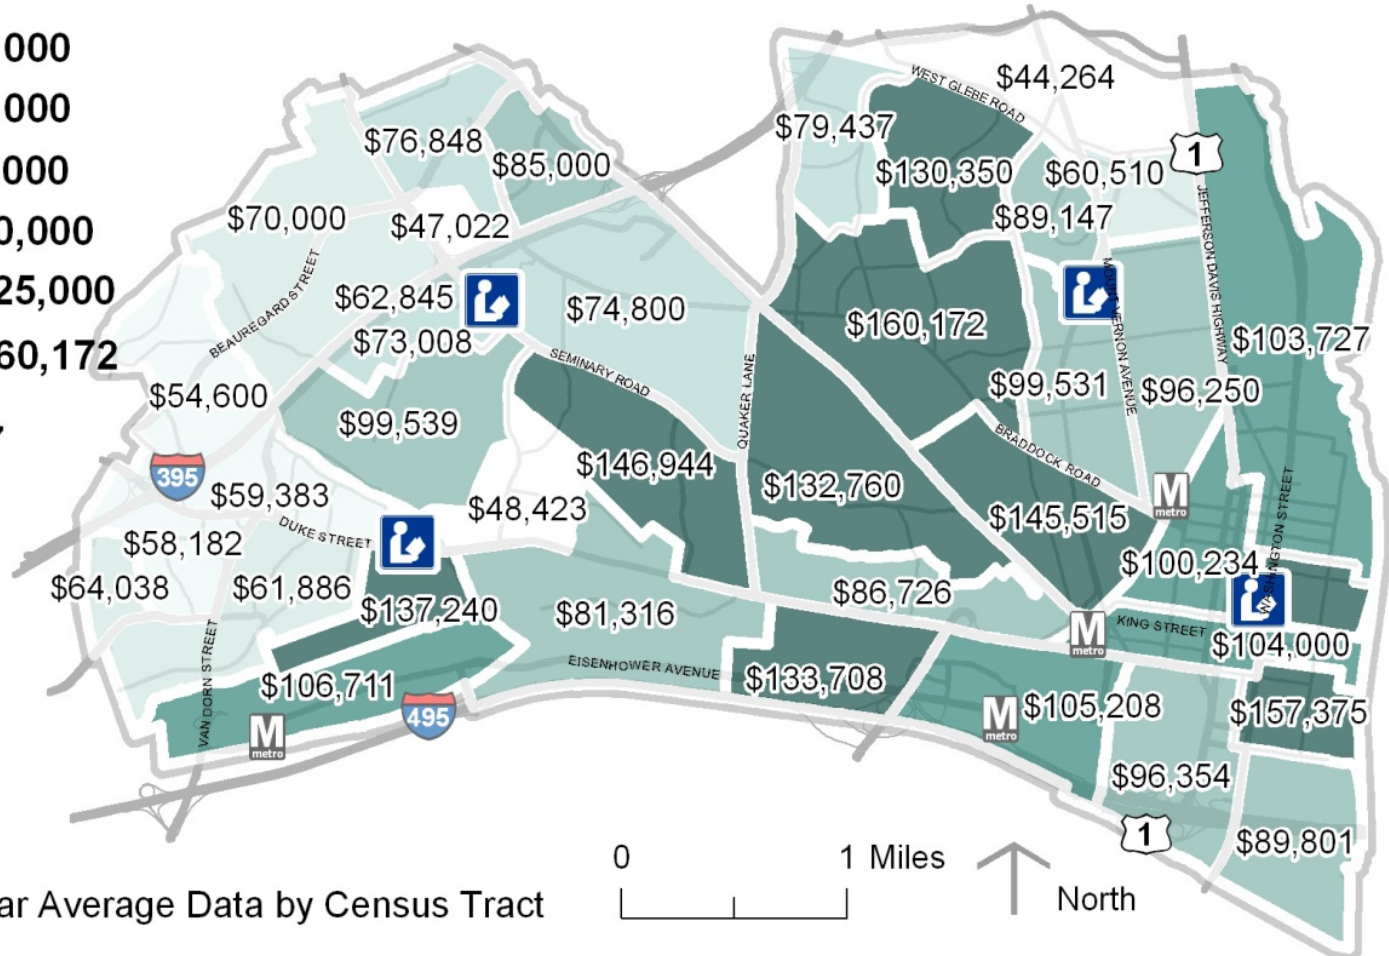 000
000
000
0,000
25,000
60,172
$44,264
WEST GLEBE ROAD
$79,437
$76,848
$85,000
1
$130,350
$60,510
$70,000
$47,022
$89,147
JEFFERSON DAVIS HIGHWAY
BEAUREGARD STREET
$62,845
$74,800
$160,172
MOUNT VERNON AVENUE
$103,727
$73,008
SEMINARY ROAD
QUAKER LANE
$54,600
$99,531
$96,250
$99,539
BRADDOCK ROAD
395
$146,944
$132,760
M
metro
WASHINGTON STREET
$59,383
$48,423
$145,515
DUKE STREET
$58,182
$100,234
$64,038
$61,886
$137,240
$81,316
$86,726
M
metro
KING STREET
$104,000
EISENHOWER AVENUE
VAN DORN STREET
$106,711
$133,708
495
M
metro
M
metro
$105,208
$157,375
$96,354
1
$89,801
0
1 Miles
North
ar Average Data by Census Tract